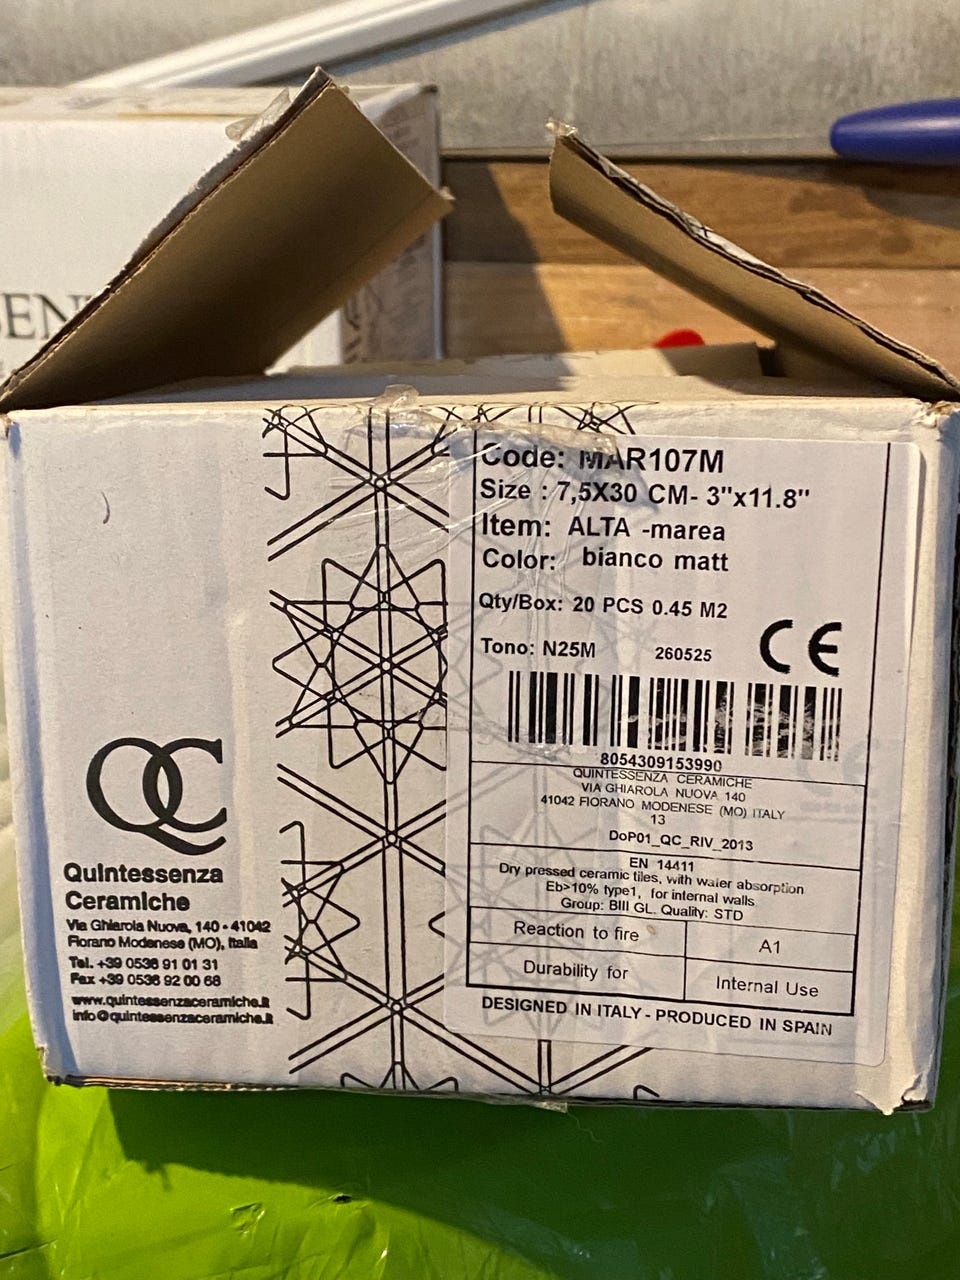 Code: MAR107M
Size : 7,5X30 CM- 3"x11.8"
Item: ALTA -marea
Color: bianco matt
Qty/Box: 20 PCS 0.45 M2
Tono: N25M 260525
CE
8054309153990
QUINTESSENZA CERAMICHE
VIA GHIAROLA NUOVA 140
41042 FIORANO MODENESE (MO) ITALY
13
DoP01_QC_RIV_2013
EN 14411
Dry pressed ceramic tiles, with water absorption
Eb>10% type1, for internal walls
Group: BIII GL. Quality: STD
Reaction to fire A1
Durability for Internal Use
DESIGNED IN ITALY - PRODUCED IN SPAIN
QC
Quintessenza
Ceramiche
Via Ghiarola Nuova, 140 - 41042
Fiorano Modenese (MO), Italia
Tel. +39 0536 91 01 31
Fax +39 0536 92 00 68
www.quintessenzaceramiche.it
info@quintessenzaceramiche.it